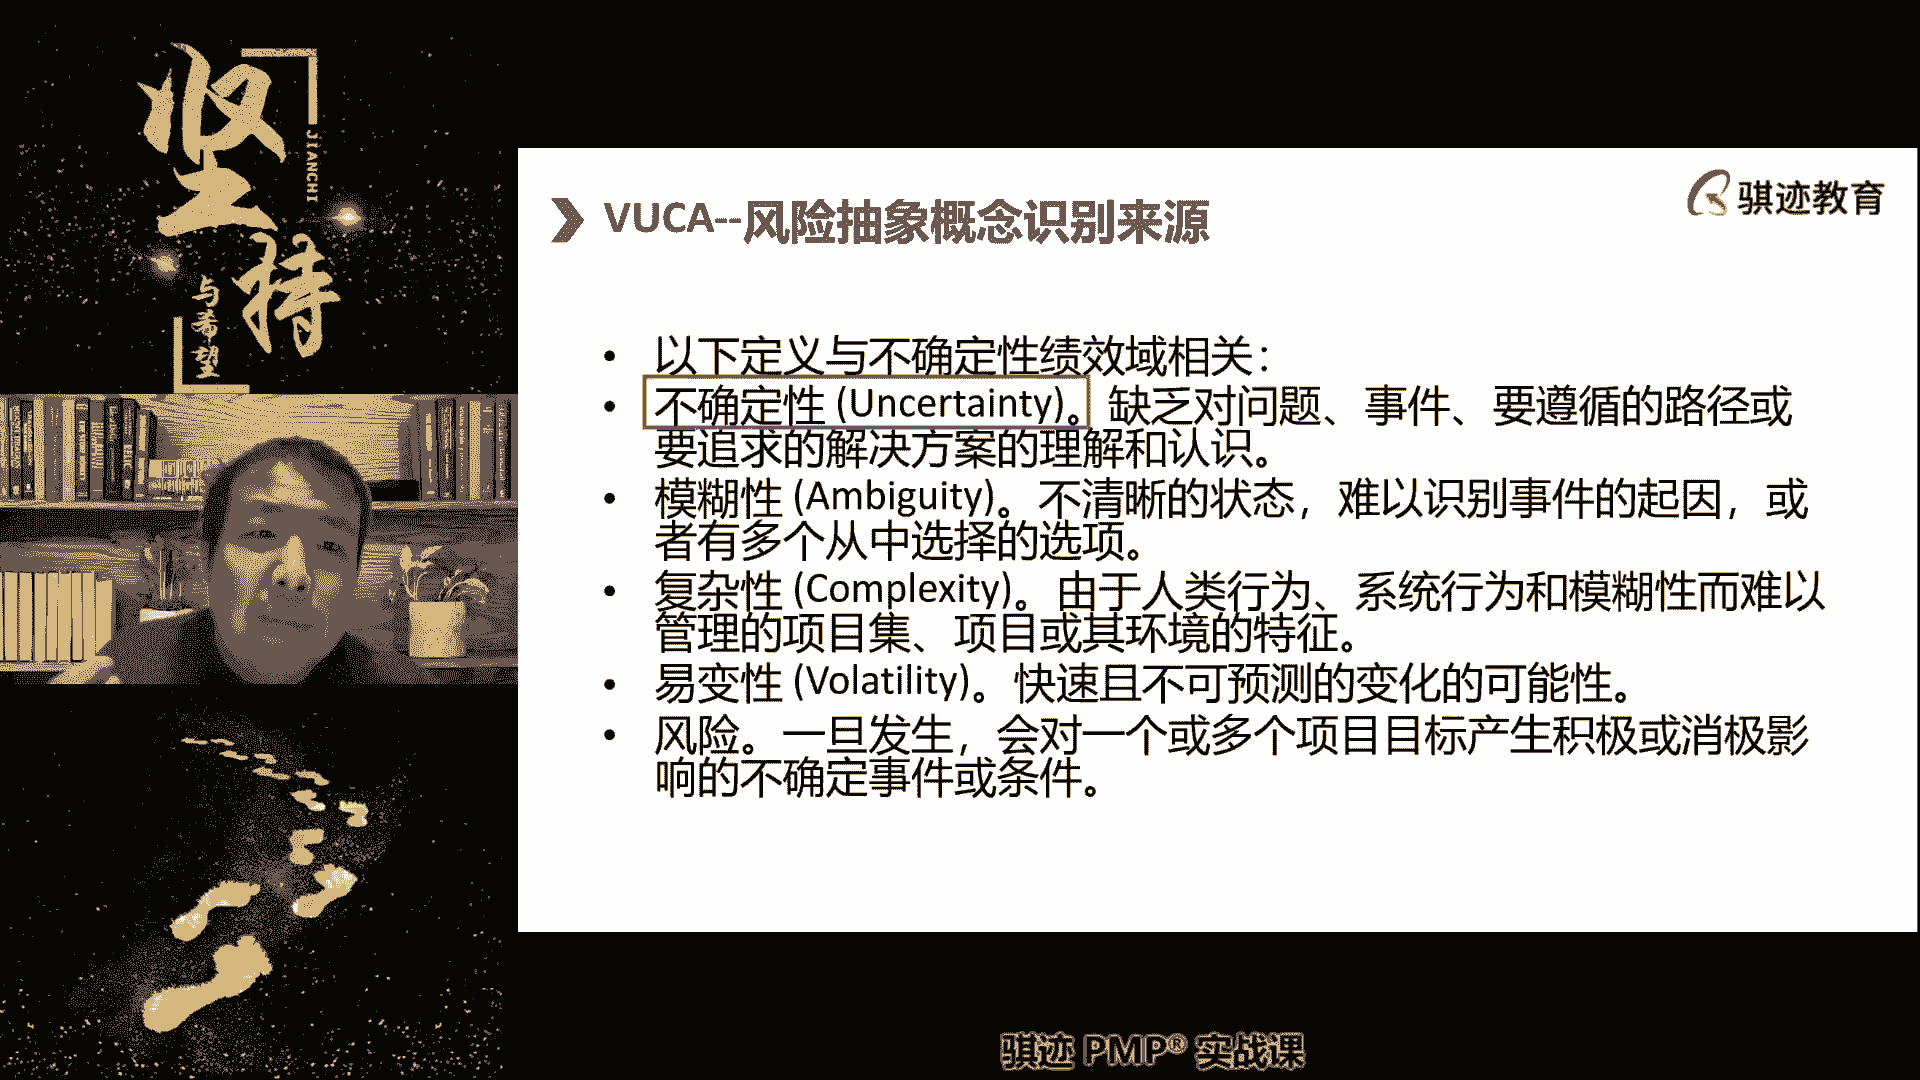 坚持
JIANCHI
与希望
骐迹教育
VUCA--风险抽象概念识别来源
• 以下定义与不确定性绩效域相关：
• 不确定性 (Uncertainty)。缺乏对问题、事件、要遵循的路径或
要追求的解决方案的理解和认识。
• 模糊性 (Ambiguity)。不清晰的状态，难以识别事件的起因，或
者有多个从中选择的选项。
• 复杂性 (Complexity)。由于人类行为、系统行为和模糊性而难以
管理的项目集、项目或其环境的特征。
• 易变性 (Volatility)。快速且不可预测的变化的可能性。
• 风险。一旦发生，会对一个或多个项目目标产生积极或消极影
响的不确定事件或条件。
骐迹 PMP® 实战课